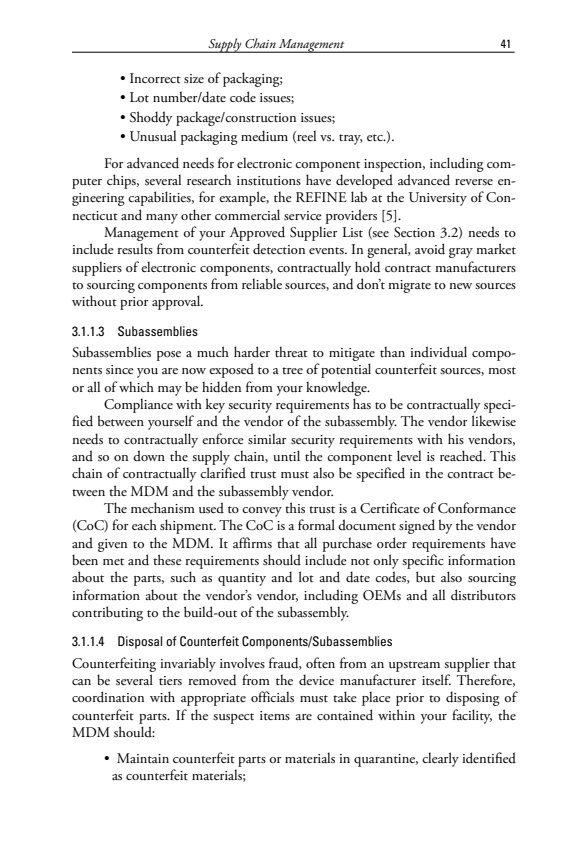 Supply Chain Management 41
• Incorrect size of packaging;
• Lot number/date code issues;
• Shoddy package/construction issues;
• Unusual packaging medium (reel vs. tray, etc.).
For advanced needs for electronic component inspection, including com-
puter chips, several research institutions have developed advanced reverse en-
gineering capabilities, for example, the REFINE lab at the University of Con-
necticut and many other commercial service providers [5].
Management of your Approved Supplier List (see Section 3.2) needs to
include results from counterfeit detection events. In general, avoid gray market
suppliers of electronic components, contractually hold contract manufacturers
to sourcing components from reliable sources, and don’t migrate to new sources
without prior approval.
3.1.1.3 Subassemblies
Subassemblies pose a much harder threat to mitigate than individual compo-
nents since you are now exposed to a tree of potential counterfeit sources, most
or all of which may be hidden from your knowledge.
Compliance with key security requirements has to be contractually speci-
fied between yourself and the vendor of the subassembly. The vendor likewise
needs to contractually enforce similar security requirements with his vendors,
and so on down the supply chain, until the component level is reached. This
chain of contractually clarified trust must also be specified in the contract be-
tween the MDM and the subassembly vendor.
The mechanism used to convey this trust is a Certificate of Conformance
(CoC) for each shipment. The CoC is a formal document signed by the vendor
and given to the MDM. It affirms that all purchase order requirements have
been met and these requirements should include not only specific information
about the parts, such as quantity and lot and date codes, but also sourcing
information about the vendor’s vendor, including OEMs and all distributors
contributing to the build-out of the subassembly.
3.1.1.4 Disposal of Counterfeit Components/Subassemblies
Counterfeiting invariably involves fraud, often from an upstream supplier that
can be several tiers removed from the device manufacturer itself. Therefore,
coordination with appropriate officials must take place prior to disposing of
counterfeit parts. If the suspect items are contained within your facility, the
MDM should:
• Maintain counterfeit parts or materials in quarantine, clearly identified
as counterfeit materials;